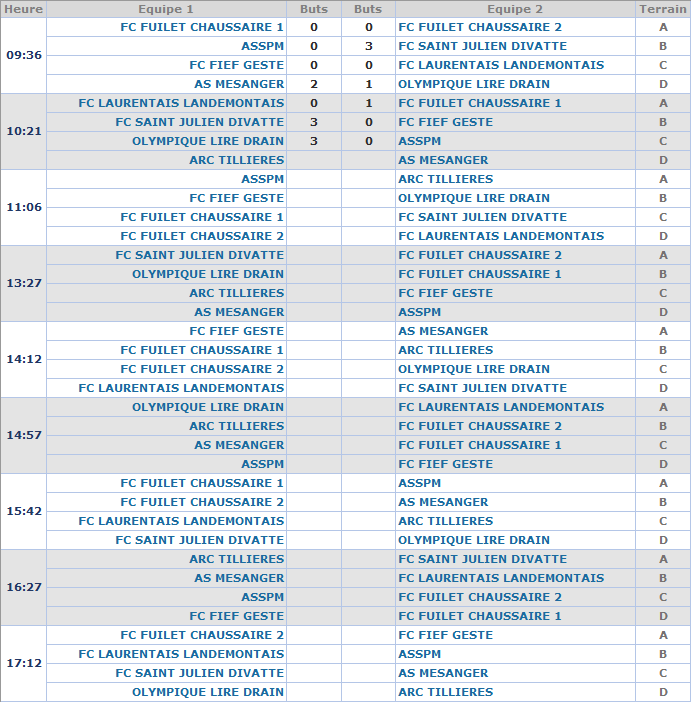 Heure Equipe 1 Buts Buts Equipe 2 Terrain
09:36
FC FUILET CHAUSSAIRE 1 0 0 FC FUILET CHAUSSAIRE 2 A
ASSPM 0 3 FC SAINT JULIEN DIVATTE B
FC FIEF GESTE 0 0 FC LAURENTAIS LANDEMONTAIS C
AS MESANGER 2 1 OLYMPIQUE LIRE DRAIN D
10:21
FC LAURENTAIS LANDEMONTAIS 0 1 FC FUILET CHAUSSAIRE 1 A
FC SAINT JULIEN DIVATTE 3 0 FC FIEF GESTE B
OLYMPIQUE LIRE DRAIN 3 0 ASSPM C
ARC TILLIERES AS MESANGER D
11:06
ASSPM ARC TILLIERES A
FC FIEF GESTE OLYMPIQUE LIRE DRAIN B
FC FUILET CHAUSSAIRE 1 FC SAINT JULIEN DIVATTE C
FC FUILET CHAUSSAIRE 2 FC LAURENTAIS LANDEMONTAIS D
13:27
FC SAINT JULIEN DIVATTE FC FUILET CHAUSSAIRE 2 A
OLYMPIQUE LIRE DRAIN FC FUILET CHAUSSAIRE 1 B
ARC TILLIERES FC FIEF GESTE C
AS MESANGER ASSPM D
14:12
FC FIEF GESTE AS MESANGER A
FC FUILET CHAUSSAIRE 1 ARC TILLIERES B
FC FUILET CHAUSSAIRE 2 OLYMPIQUE LIRE DRAIN C
FC LAURENTAIS LANDEMONTAIS FC SAINT JULIEN DIVATTE D
14:57
OLYMPIQUE LIRE DRAIN FC LAURENTAIS LANDEMONTAIS A
ARC TILLIERES FC FUILET CHAUSSAIRE 2 B
AS MESANGER FC FUILET CHAUSSAIRE 1 C
ASSPM FC FIEF GESTE D
15:42
FC FUILET CHAUSSAIRE 1 ASSPM A
FC FUILET CHAUSSAIRE 2 AS MESANGER B
FC LAURENTAIS LANDEMONTAIS ARC TILLIERES C
FC SAINT JULIEN DIVATTE OLYMPIQUE LIRE DRAIN D
16:27
ARC TILLIERES FC SAINT JULIEN DIVATTE A
AS MESANGER FC LAURENTAIS LANDEMONTAIS B
ASSPM FC FUILET CHAUSSAIRE 2 C
FC FIEF GESTE FC FUILET CHAUSSAIRE 1 D
17:12
FC FUILET CHAUSSAIRE 2 FC FIEF GESTE A
FC LAURENTAIS LANDEMONTAIS ASSPM B
FC SAINT JULIEN DIVATTE AS MESANGER C
OLYMPIQUE LIRE DRAIN ARC TILLIERES D